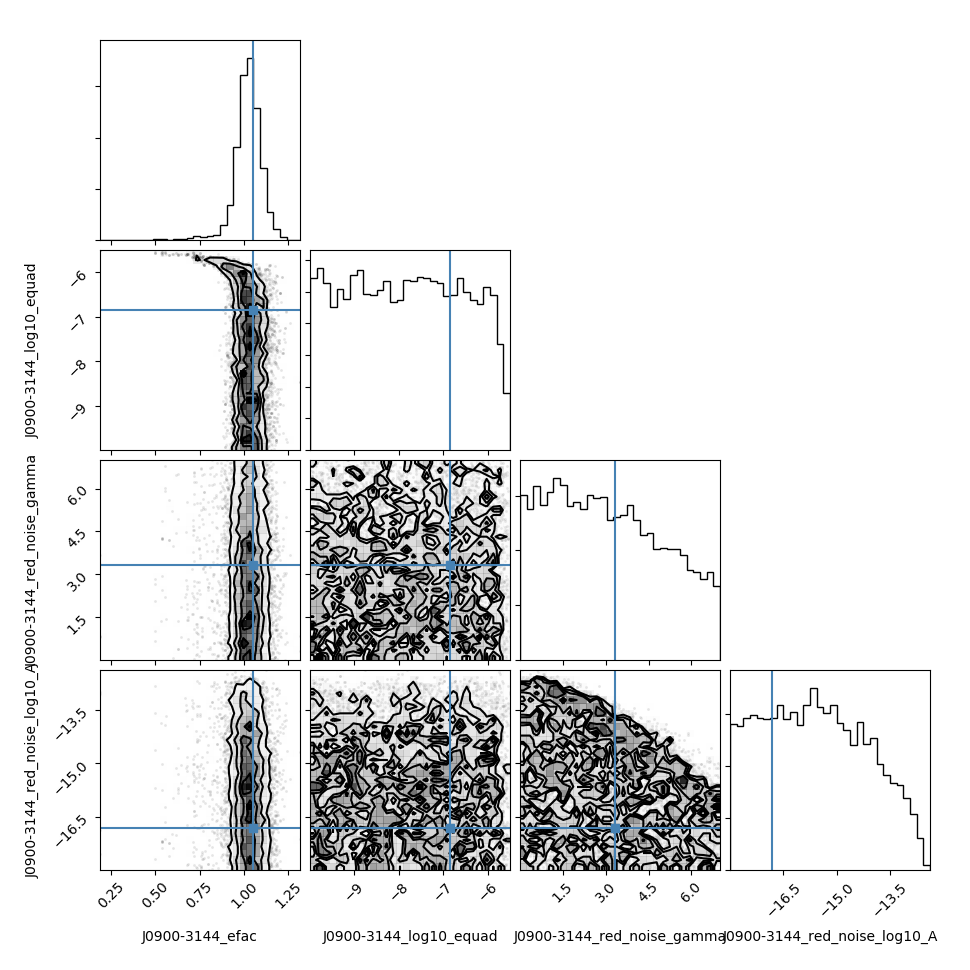 J0900-3144_log10_equad
−6
−7
−8
−9
J0900-3144_red_noise_gamma
6.0
4.5
3.0
1.5
J0900-3144_red_noise_log10_A
−13.5
−15.0
−16.5
0.25 0.50 0.75 1.00 1.25
−9 −8 −7 −6
1.5 3.0 4.5 6.0
−16.5 −15.0 −13.5
J0900-3144_efac J0900-3144_log10_equad J0900-3144_red_noise_gamma J0900-3144_red_noise_log10_A